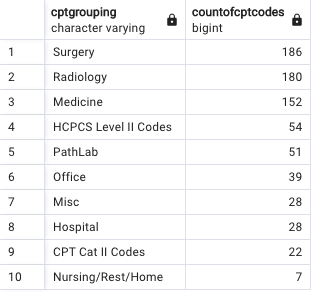 cptgrouping countofcptcodes
character varying bigint
1 Surgery 186
2 Radiology 180
3 Medicine 152
4 HCPCS Level II Codes 54
5 PathLab 51
6 Office 39
7 Misc 28
8 Hospital 28
9 CPT Cat II Codes 22
10 Nursing/Rest/Home 7